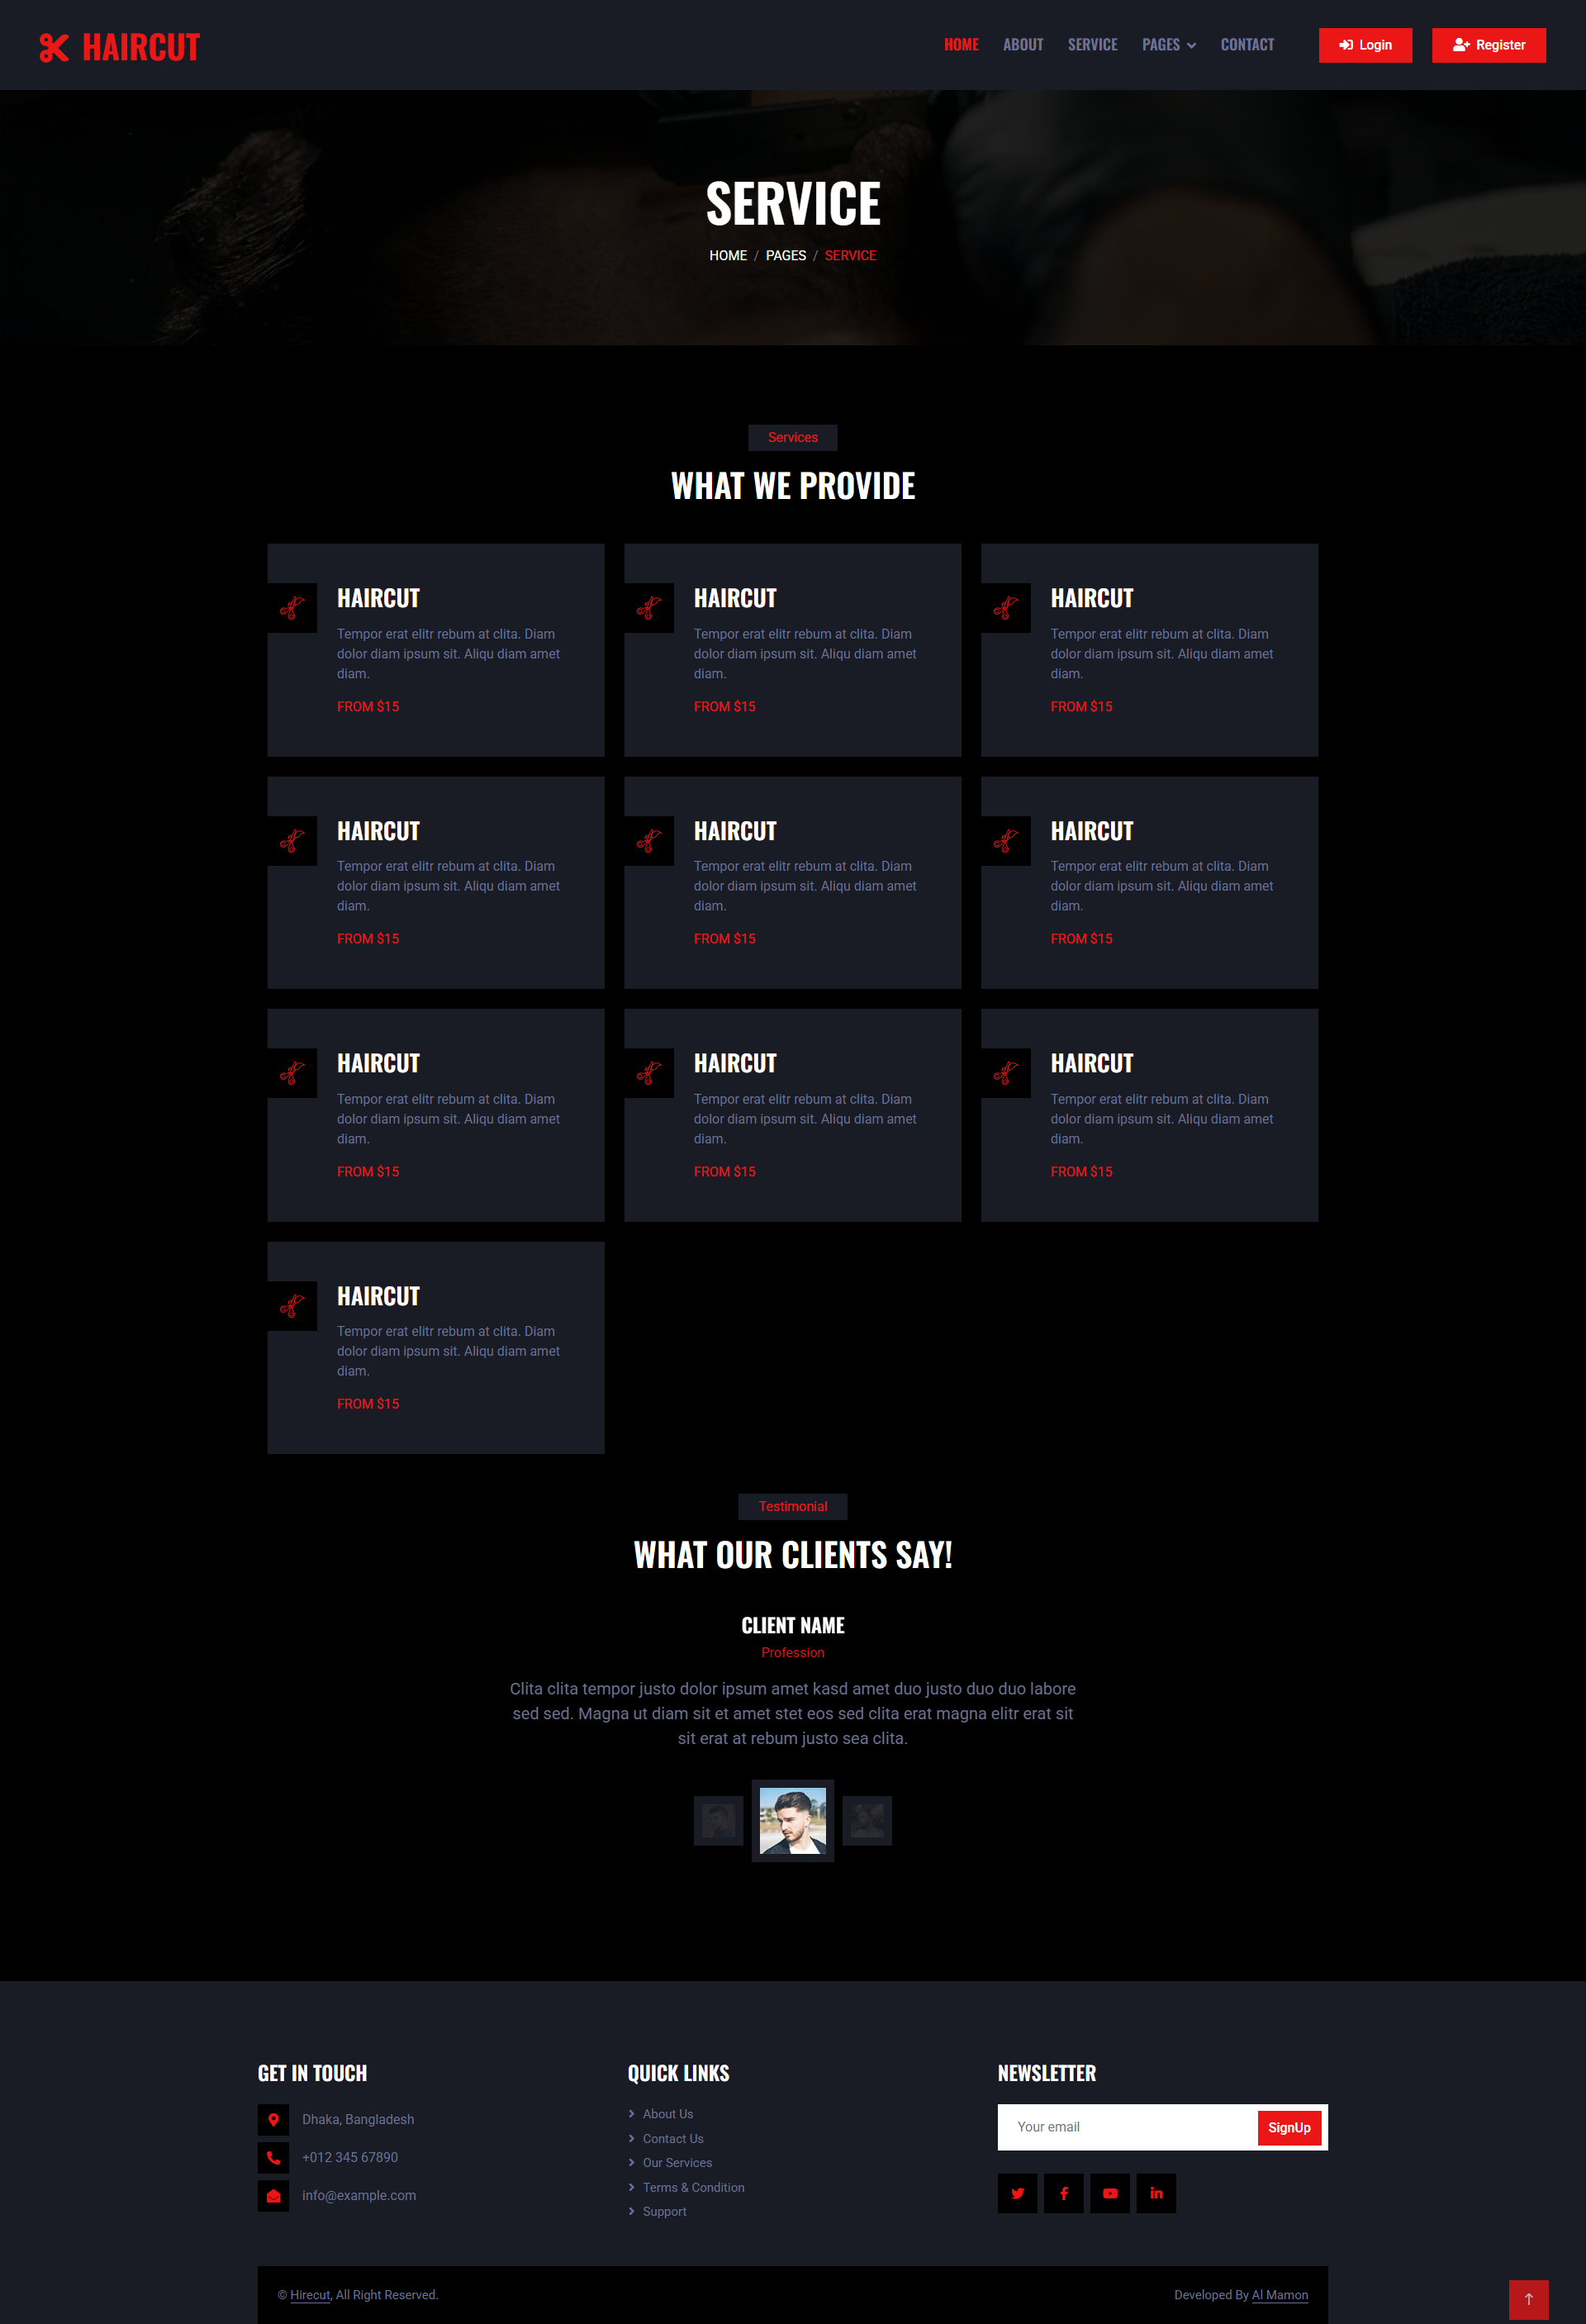 HAIRCUT
HOME
ABOUT
SERVICE
PAGES
CONTACT
Login
Register
SERVICE
HOME / PAGES / SERVICE
Services
WHAT WE PROVIDE
HAIRCUT
Tempor erat elitr rebum at clita. Diam
dolor diam ipsum sit. Aliqu diam amet
diam.
FROM $15
HAIRCUT
Tempor erat elitr rebum at clita. Diam
dolor diam ipsum sit. Aliqu diam amet
diam.
FROM $15
HAIRCUT
Tempor erat elitr rebum at clita. Diam
dolor diam ipsum sit. Aliqu diam amet
diam.
FROM $15
HAIRCUT
Tempor erat elitr rebum at clita. Diam
dolor diam ipsum sit. Aliqu diam amet
diam.
FROM $15
HAIRCUT
Tempor erat elitr rebum at clita. Diam
dolor diam ipsum sit. Aliqu diam amet
diam.
FROM $15
HAIRCUT
Tempor erat elitr rebum at clita. Diam
dolor diam ipsum sit. Aliqu diam amet
diam.
FROM $15
HAIRCUT
Tempor erat elitr rebum at clita. Diam
dolor diam ipsum sit. Aliqu diam amet
diam.
FROM $15
HAIRCUT
Tempor erat elitr rebum at clita. Diam
dolor diam ipsum sit. Aliqu diam amet
diam.
FROM $15
HAIRCUT
Tempor erat elitr rebum at clita. Diam
dolor diam ipsum sit. Aliqu diam amet
diam.
FROM $15
HAIRCUT
Tempor erat elitr rebum at clita. Diam
dolor diam ipsum sit. Aliqu diam amet
diam.
FROM $15
Testimonial
WHAT OUR CLIENTS SAY!
CLIENT NAME
Profession
Clita clita tempor justo dolor ipsum amet kasd amet duo justo duo duo labore
sed sed. Magna ut diam sit et amet stet eos sed clita erat magna elitr erat sit
sit erat at rebum justo sea clita.
GET IN TOUCH
Dhaka, Bangladesh
+012 345 67890
info@example.com
QUICK LINKS
About Us
Contact Us
Our Services
Terms & Condition
Support
NEWSLETTER
Your email
SignUp
© Hirecut, All Right Reserved.
Developed By Al Mamon